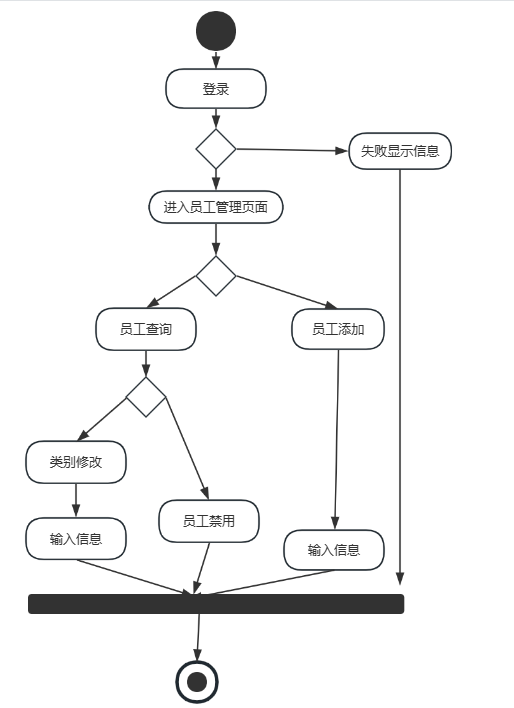 登录
失败显示信息
进入员工管理页面
员工查询
员工添加
类别修改
员工禁用
输入信息
输入信息